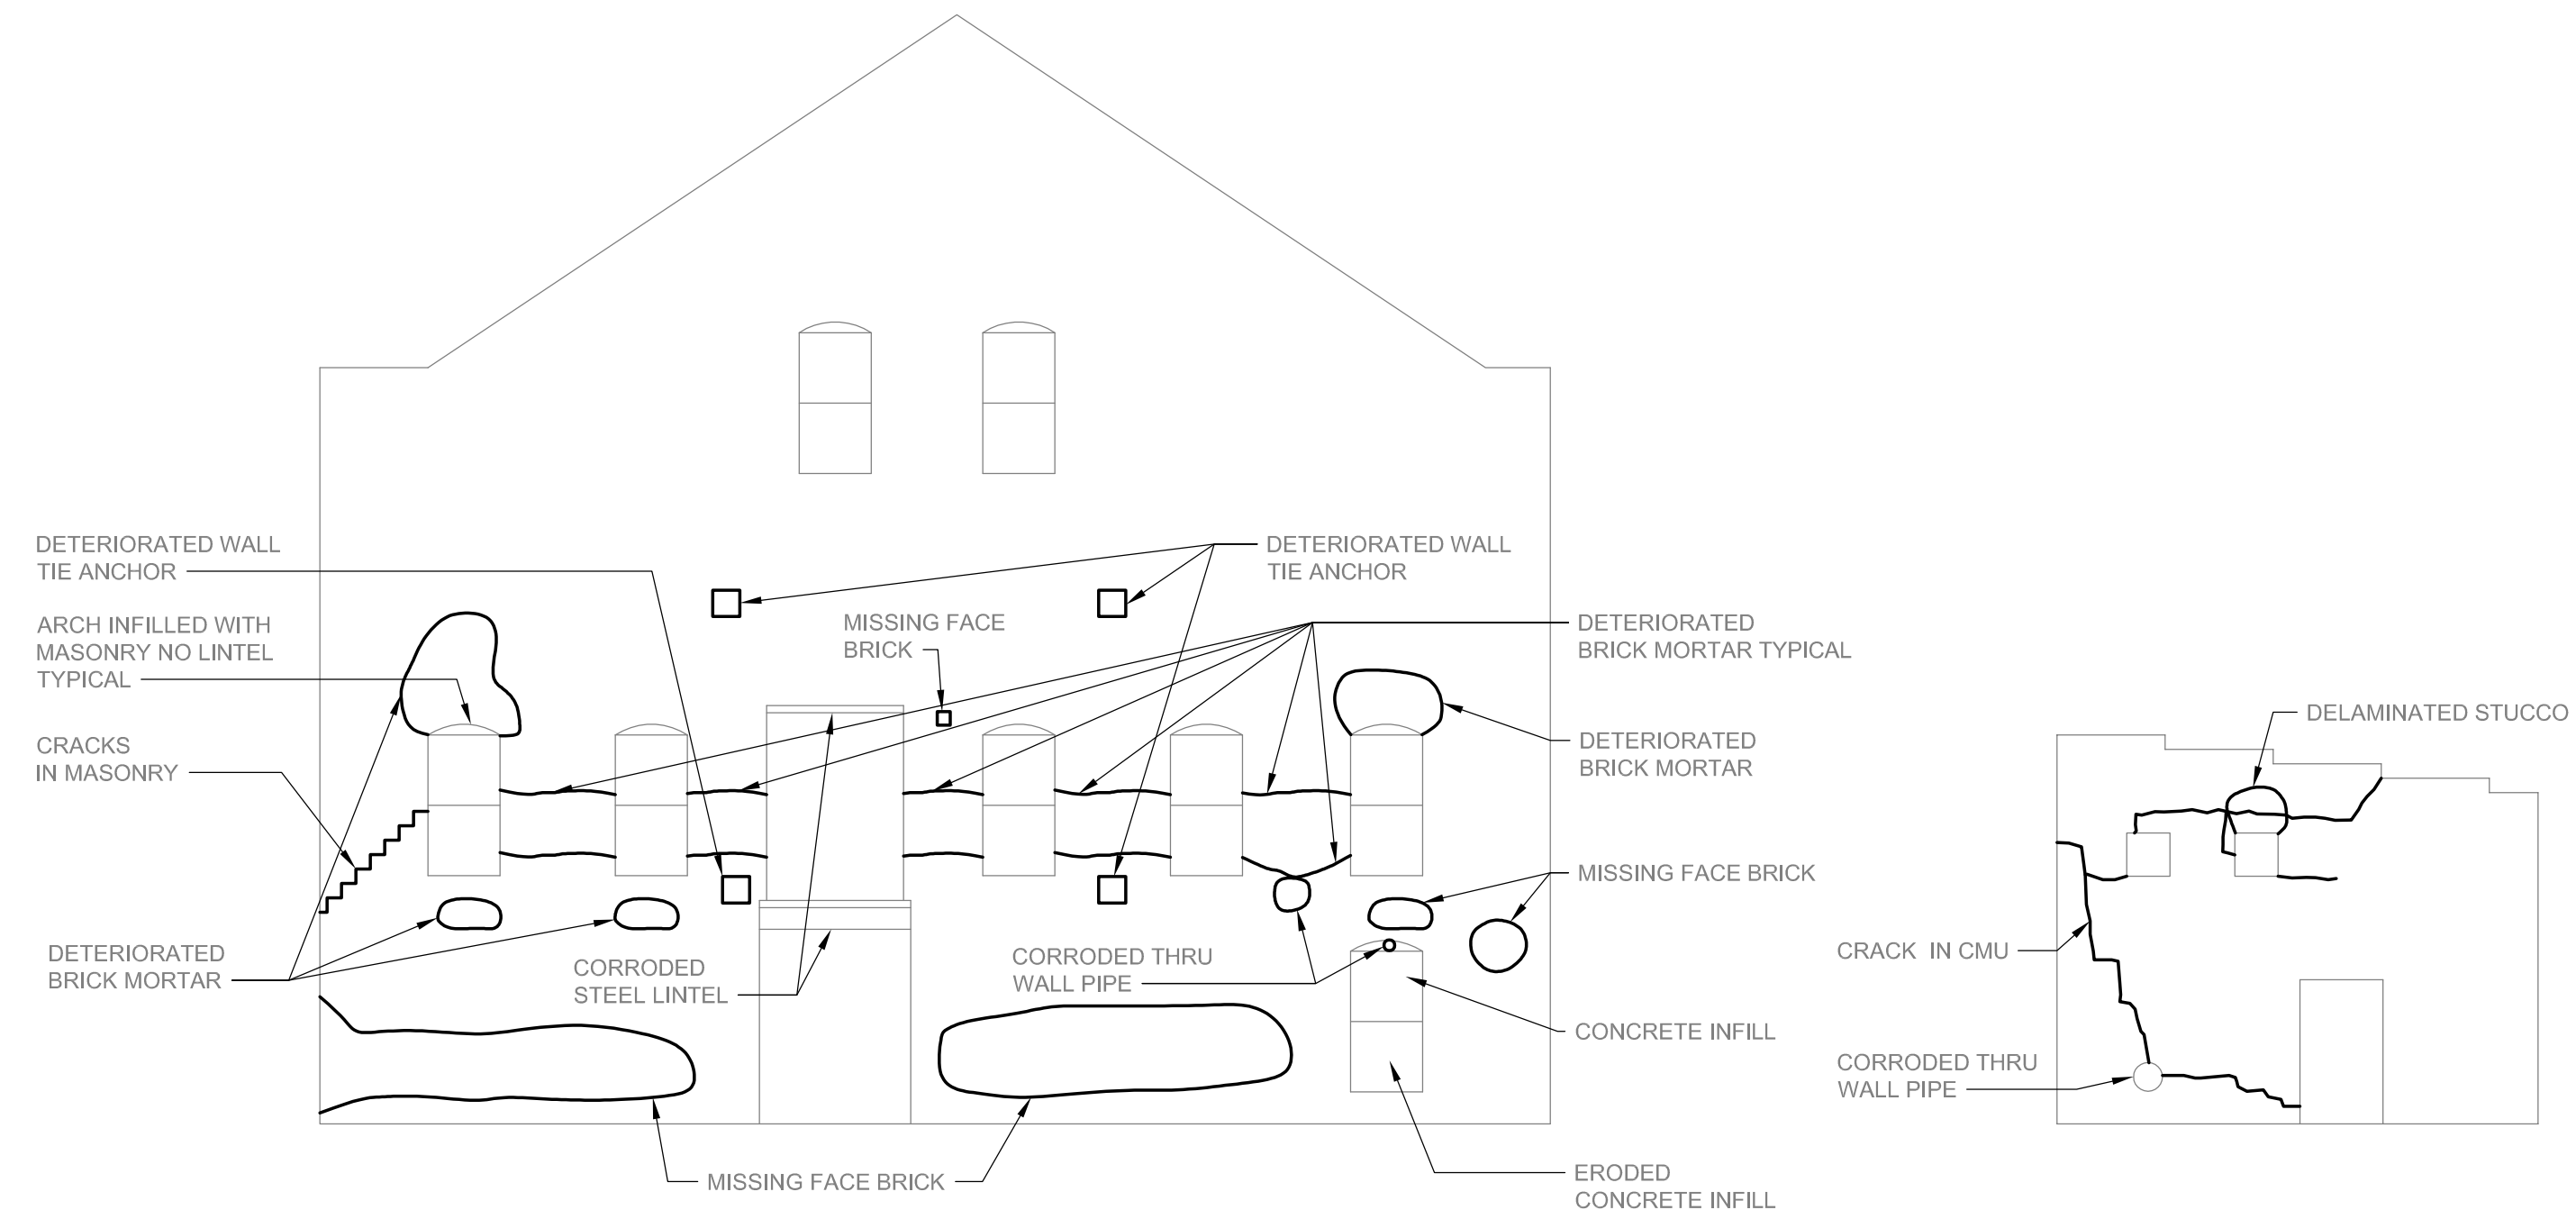 DETERIORATED WALL
TIE ANCHOR
ARCH INFILLED WITH
MASONRY NO LINTEL
TYPICAL
CRACKS
IN MASONRY
DETERIORATED
BRICK MORTAR
MISSING FACE
BRICK
CORRODED
STEEL LINTEL
MISSING FACE BRICK
DETERIORATED WALL
TIE ANCHOR
CORRODED THRU
WALL PIPE
DETERIORATED
BRICK MORTAR TYPICAL
DETERIORATED
BRICK MORTAR
MISSING FACE BRICK
CONCRETE INFILL
ERODED
CONCRETE INFILL
DELAMINATED STUCCO
CRACK IN CMU
CORRODED THRU
WALL PIPE